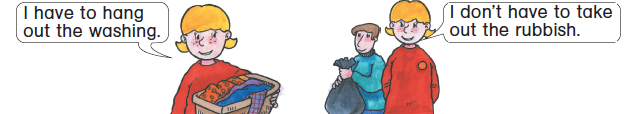 I have to hang
out the washing.
I don't have to take
out the rubbish.